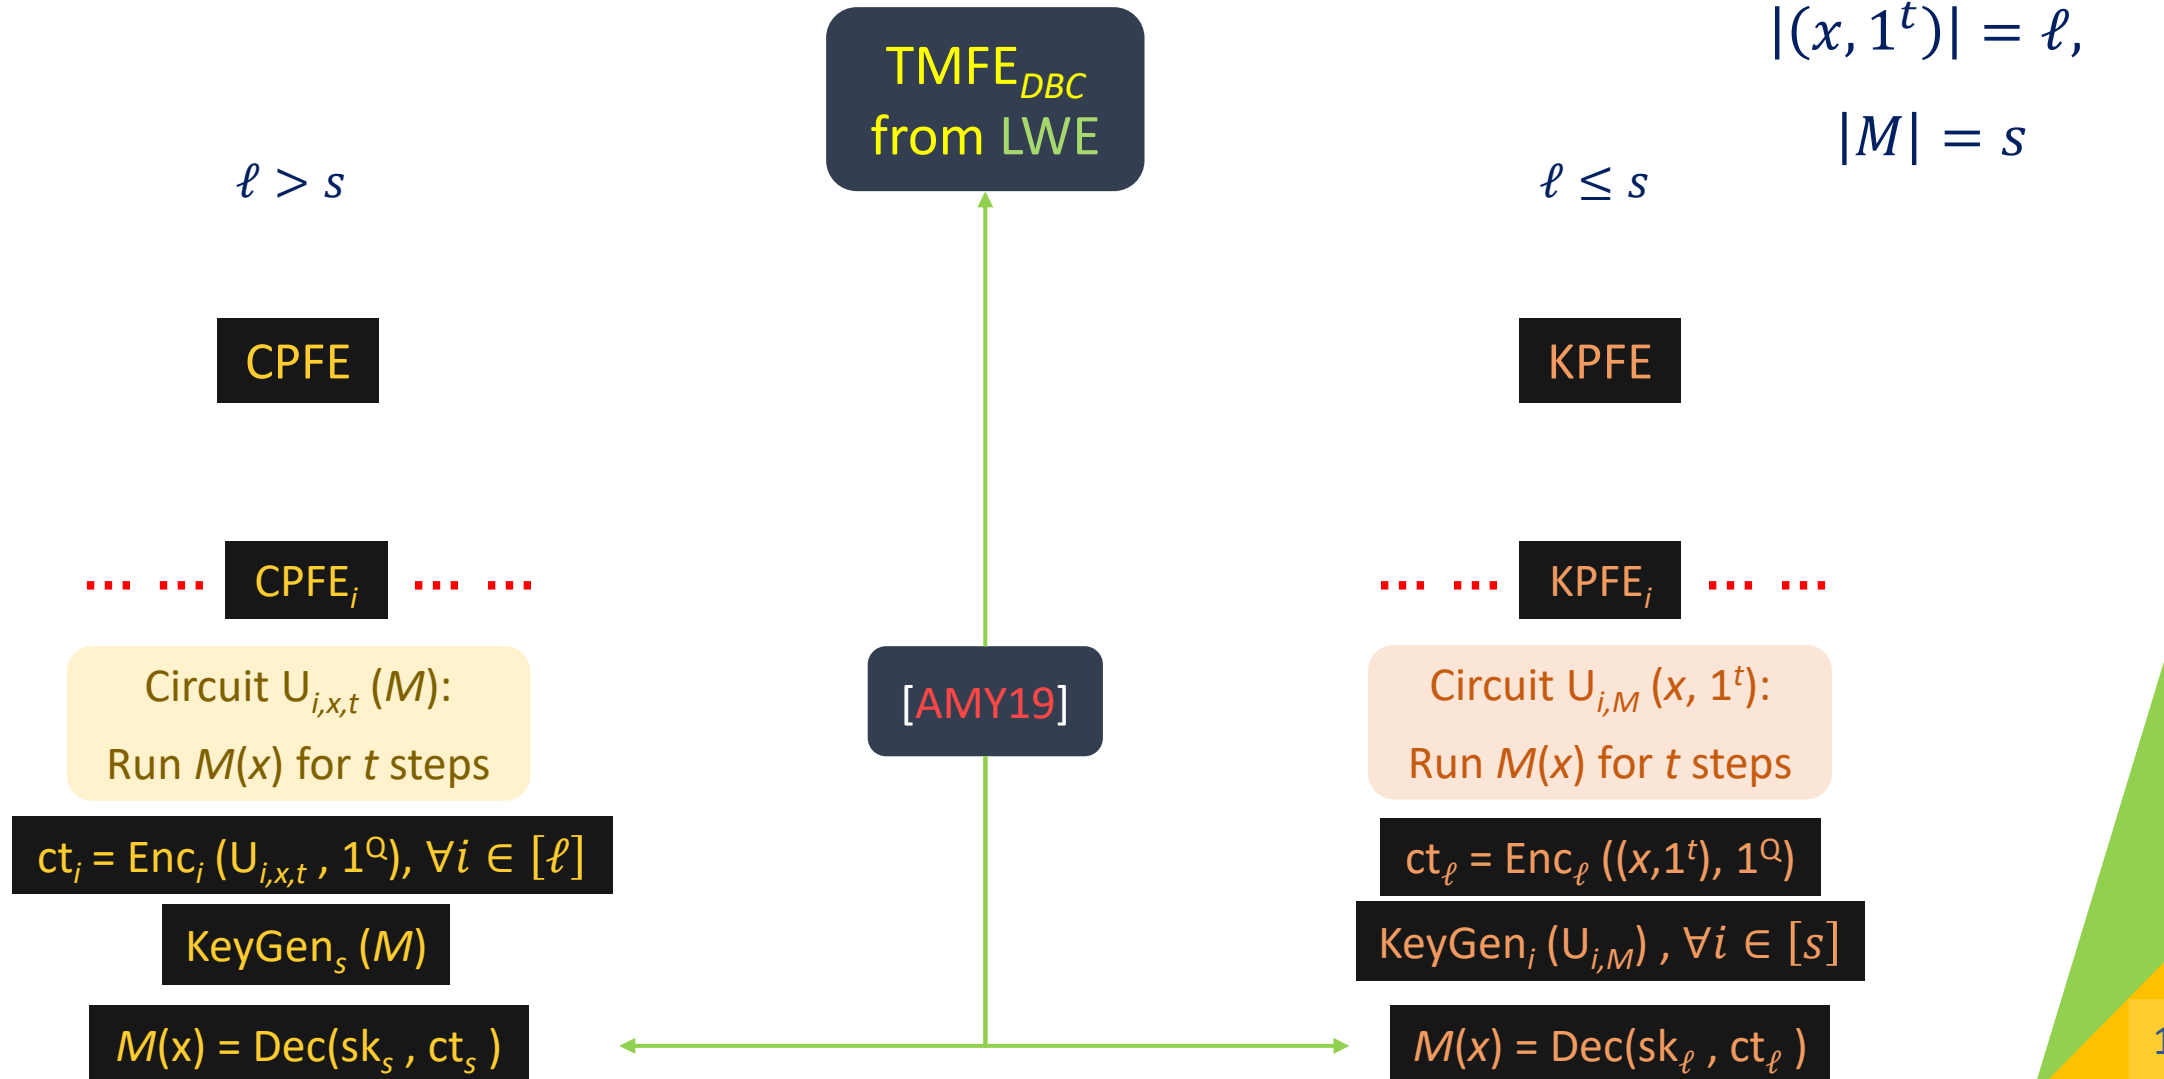 TMFE_DBC
from LWE
|(x, 1^t)| = ℓ,
|M| = s
ℓ > s
ℓ ≤ s
CPFE
KPFE
... ... CPFE_i ... ...
... ... KPFE_i ... ...
Circuit U_{i,x,t} (M):
Run M(x) for t steps
[AMY19]
Circuit U_{i,M} (x, 1^t):
Run M(x) for t steps
ct_i = Enc_i (U_{i,x,t} , 1^Q), ∀i ∈ [ℓ]
KeyGen_s (M)
M(x) = Dec(sk_s , ct_s )
ct_ℓ = Enc_ℓ ((x,1^t), 1^Q)
KeyGen_i (U_{i,M}) , ∀i ∈ [s]
M(x) = Dec(sk_ℓ , ct_ℓ )